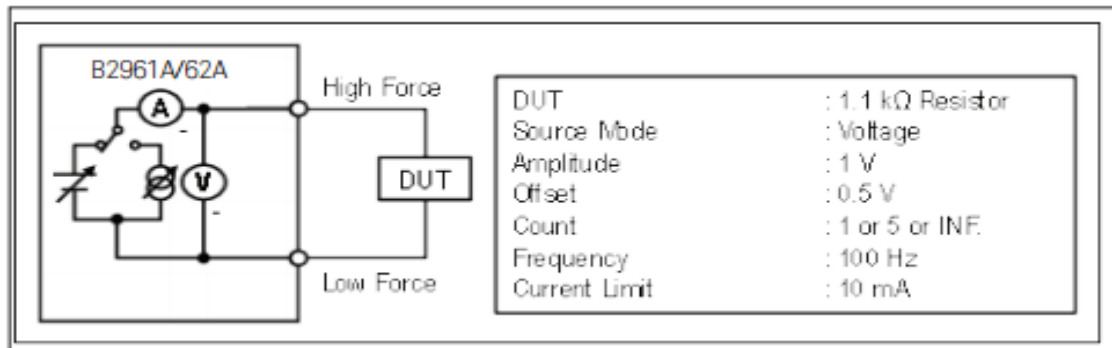 B2961A/62A
A
-
V
-
High Force
DUT
Low Force
DUT : 1.1 kΩ Resistor
Source Mode : Voltage
Amplitude : 1 V
Offset : 0.5 V
Count : 1 or 5 or INF.
Frequency : 100 Hz
Current Limit : 10 mA